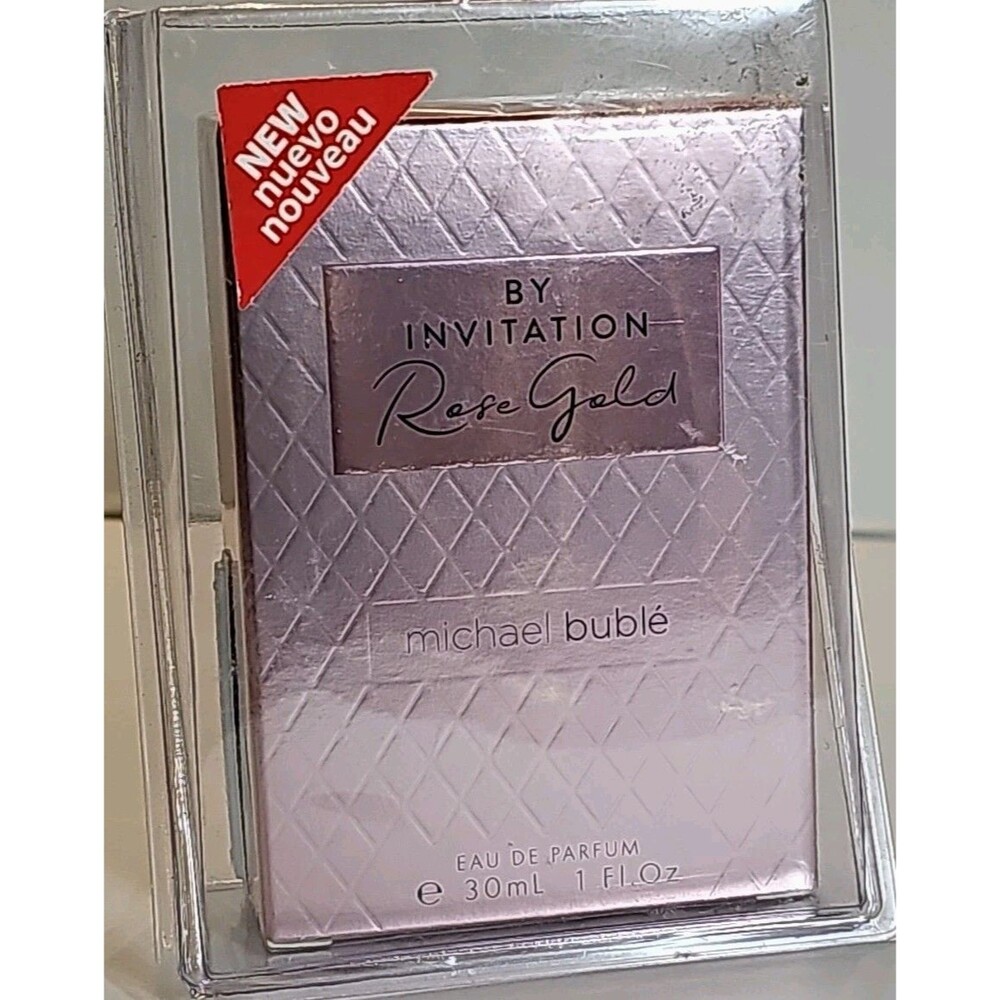 NEW
nuevo
nouveau
BY
INVITATION
Rose Gold
michael bublé
EAU DE PARFUM
e 30mL 1 Fl.Oz